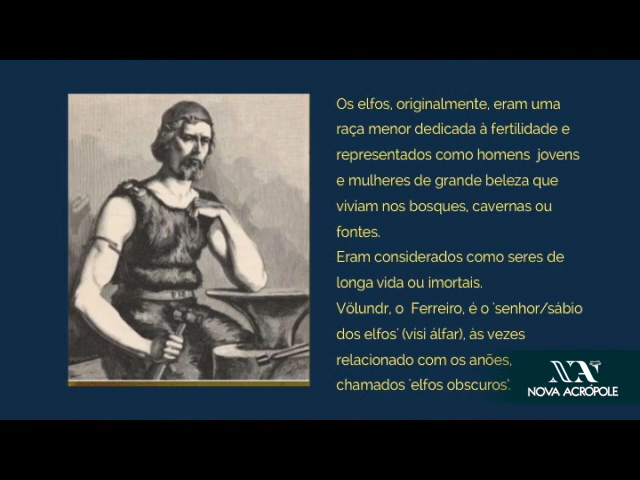 Os elfos, originalmente, eram uma
raça menor dedicada à fertilidade e
representados como homens jovens
e mulheres de grande beleza que
viviam nos bosques, cavernas ou
fontes.
Eram considerados como seres de
longa vida ou imortais.
Völundr, o Ferreiro, é o 'senhor/sábio
dos elfos' (vísi álfar), às vezes
relacionado com os anões,
chamados 'elfos obscuros'.
NA
NOVA ACRÓPOLE